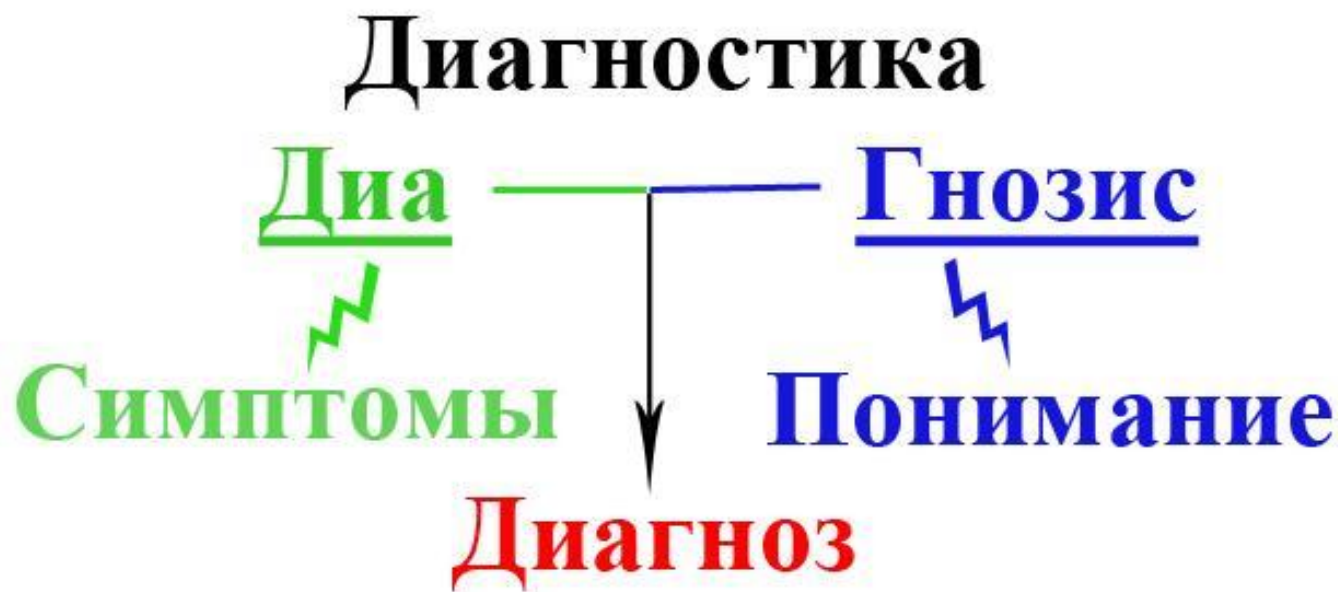 Диагностика
Диа Гнозис
Симптомы Понимание
Диагноз